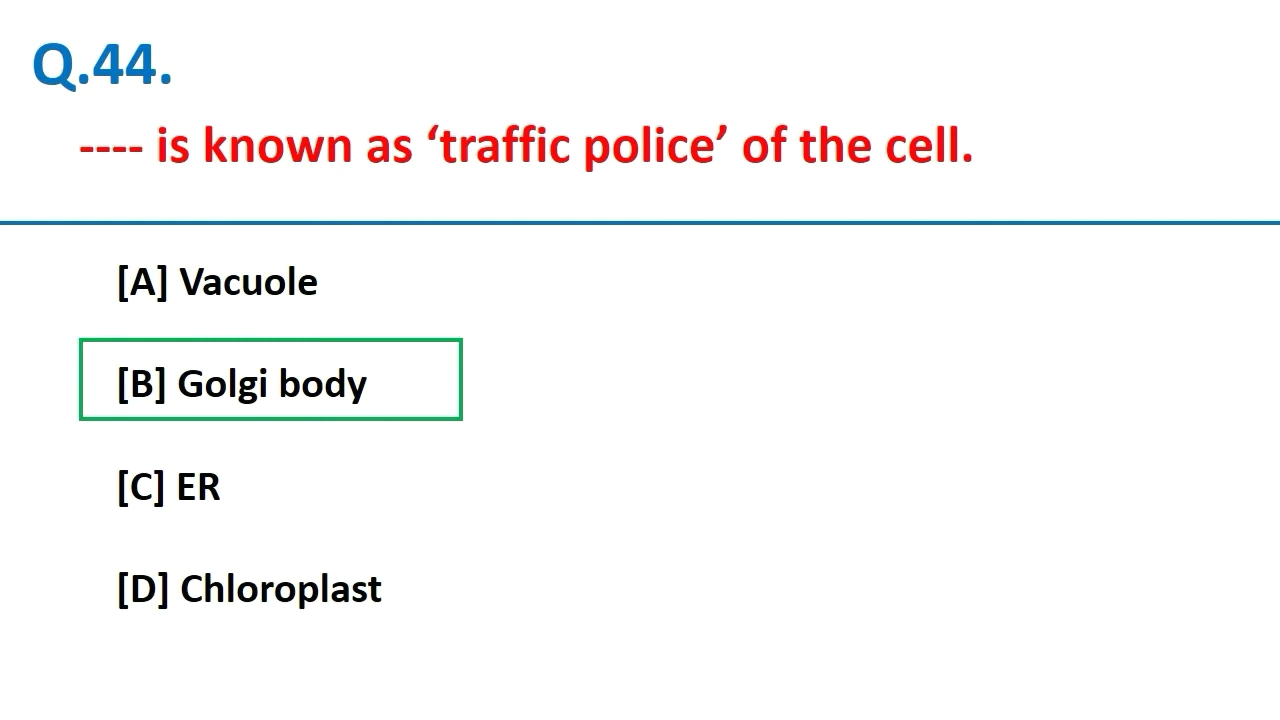 Q.44.
---- is known as ‘traffic police’ of the cell.
[A] Vacuole
[B] Golgi body
[C] ER
[D] Chloroplast